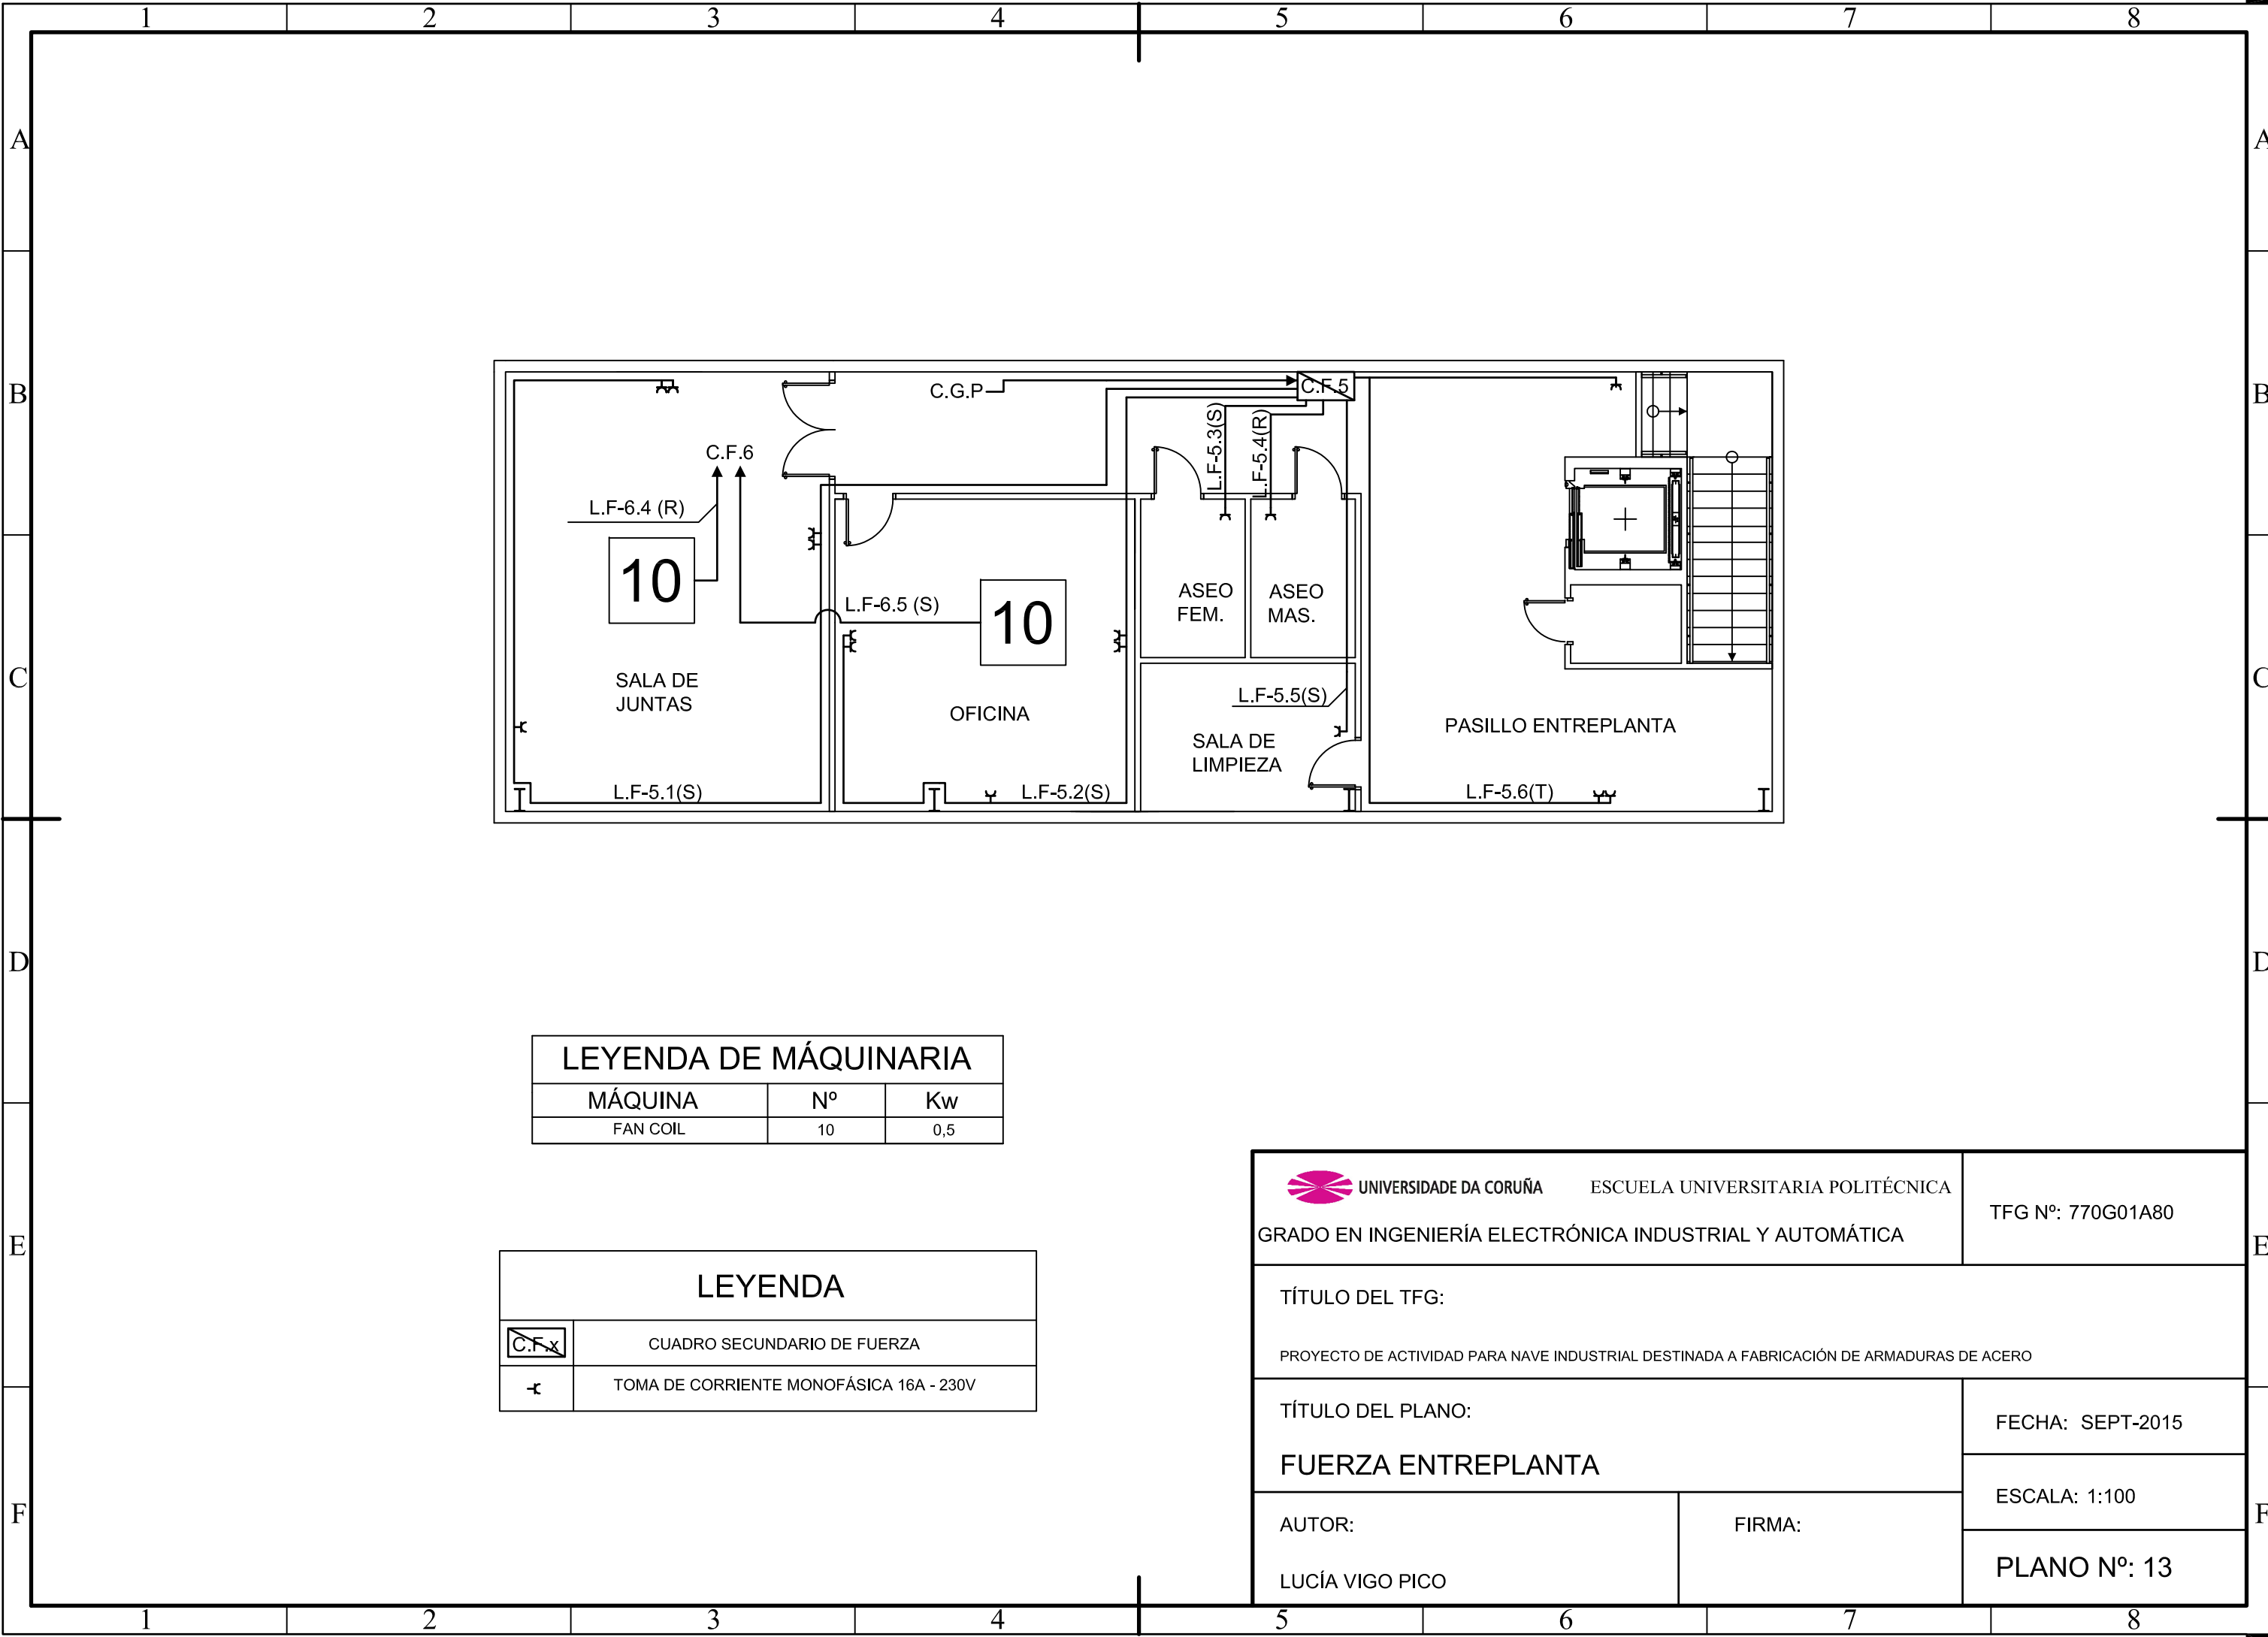 1 2 3 4 5 6 7 8
A A
B B
C C
D D
E E
F F
C.G.P
C.F.5
C.F.6
L.F-5.3(S)
L.F-5.4(R)
L.F-6.4 (R)
10
L.F-6.5 (S)
10
ASEO
FEM.
ASEO
MAS.
SALA DE
JUNTAS
OFICINA
L.F-5.5(S)
SALA DE
LIMPIEZA
PASILLO ENTREPLANTA
L.F-5.1(S)
L.F-5.2(S)
L.F-5.6(T)
LEYENDA DE MÁQUINARIA
MÁQUINA Nº Kw
FAN COIL 10 0,5
LEYENDA
C.F.x CUADRO SECUNDARIO DE FUERZA
TOMA DE CORRIENTE MONOFÁSICA 16A - 230V
UNIVERSIDADE DA CORUÑA ESCUELA UNIVERSITARIA POLITÉCNICA
GRADO EN INGENIERÍA ELECTRÓNICA INDUSTRIAL Y AUTOMÁTICA
TFG Nº: 770G01A80
TÍTULO DEL TFG:
PROYECTO DE ACTIVIDAD PARA NAVE INDUSTRIAL DESTINADA A FABRICACIÓN DE ARMADURAS DE ACERO
TÍTULO DEL PLANO:
FUERZA ENTREPLANTA
FECHA: SEPT-2015
ESCALA: 1:100
AUTOR:
LUCÍA VIGO PICO
FIRMA:
PLANO Nº: 13
1 2 3 4 5 6 7 8